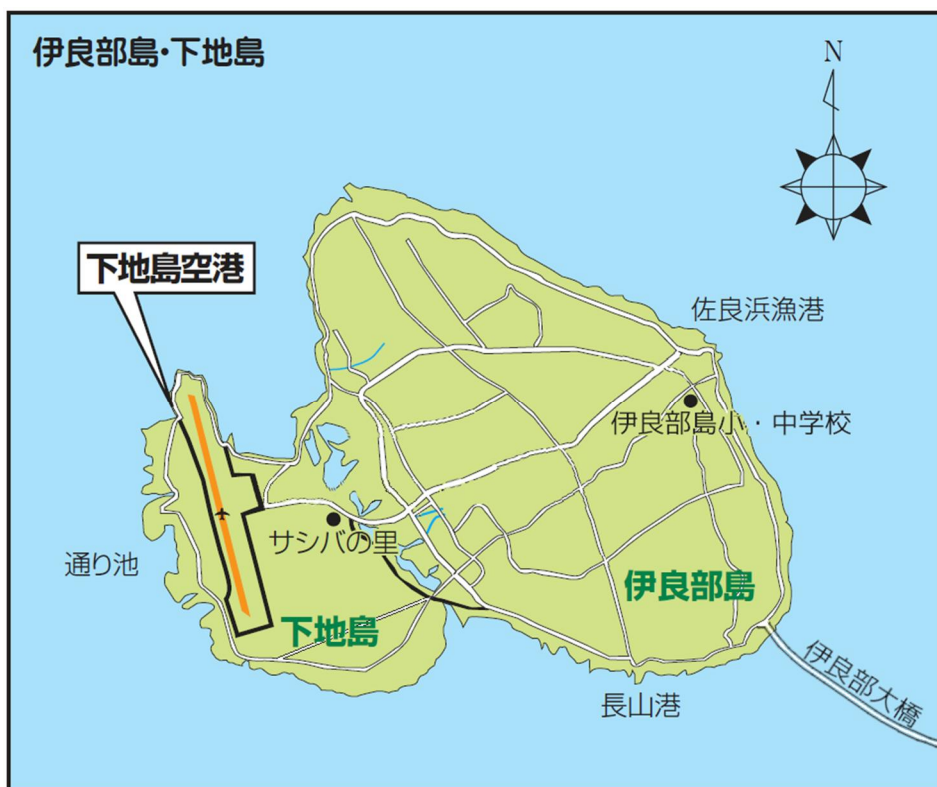 伊良部島・下地島
N
下地島空港
佐良浜漁港
伊良部島小・中学校
サシバの里
通り池
伊良部島
下地島
伊良部大橋
長山港